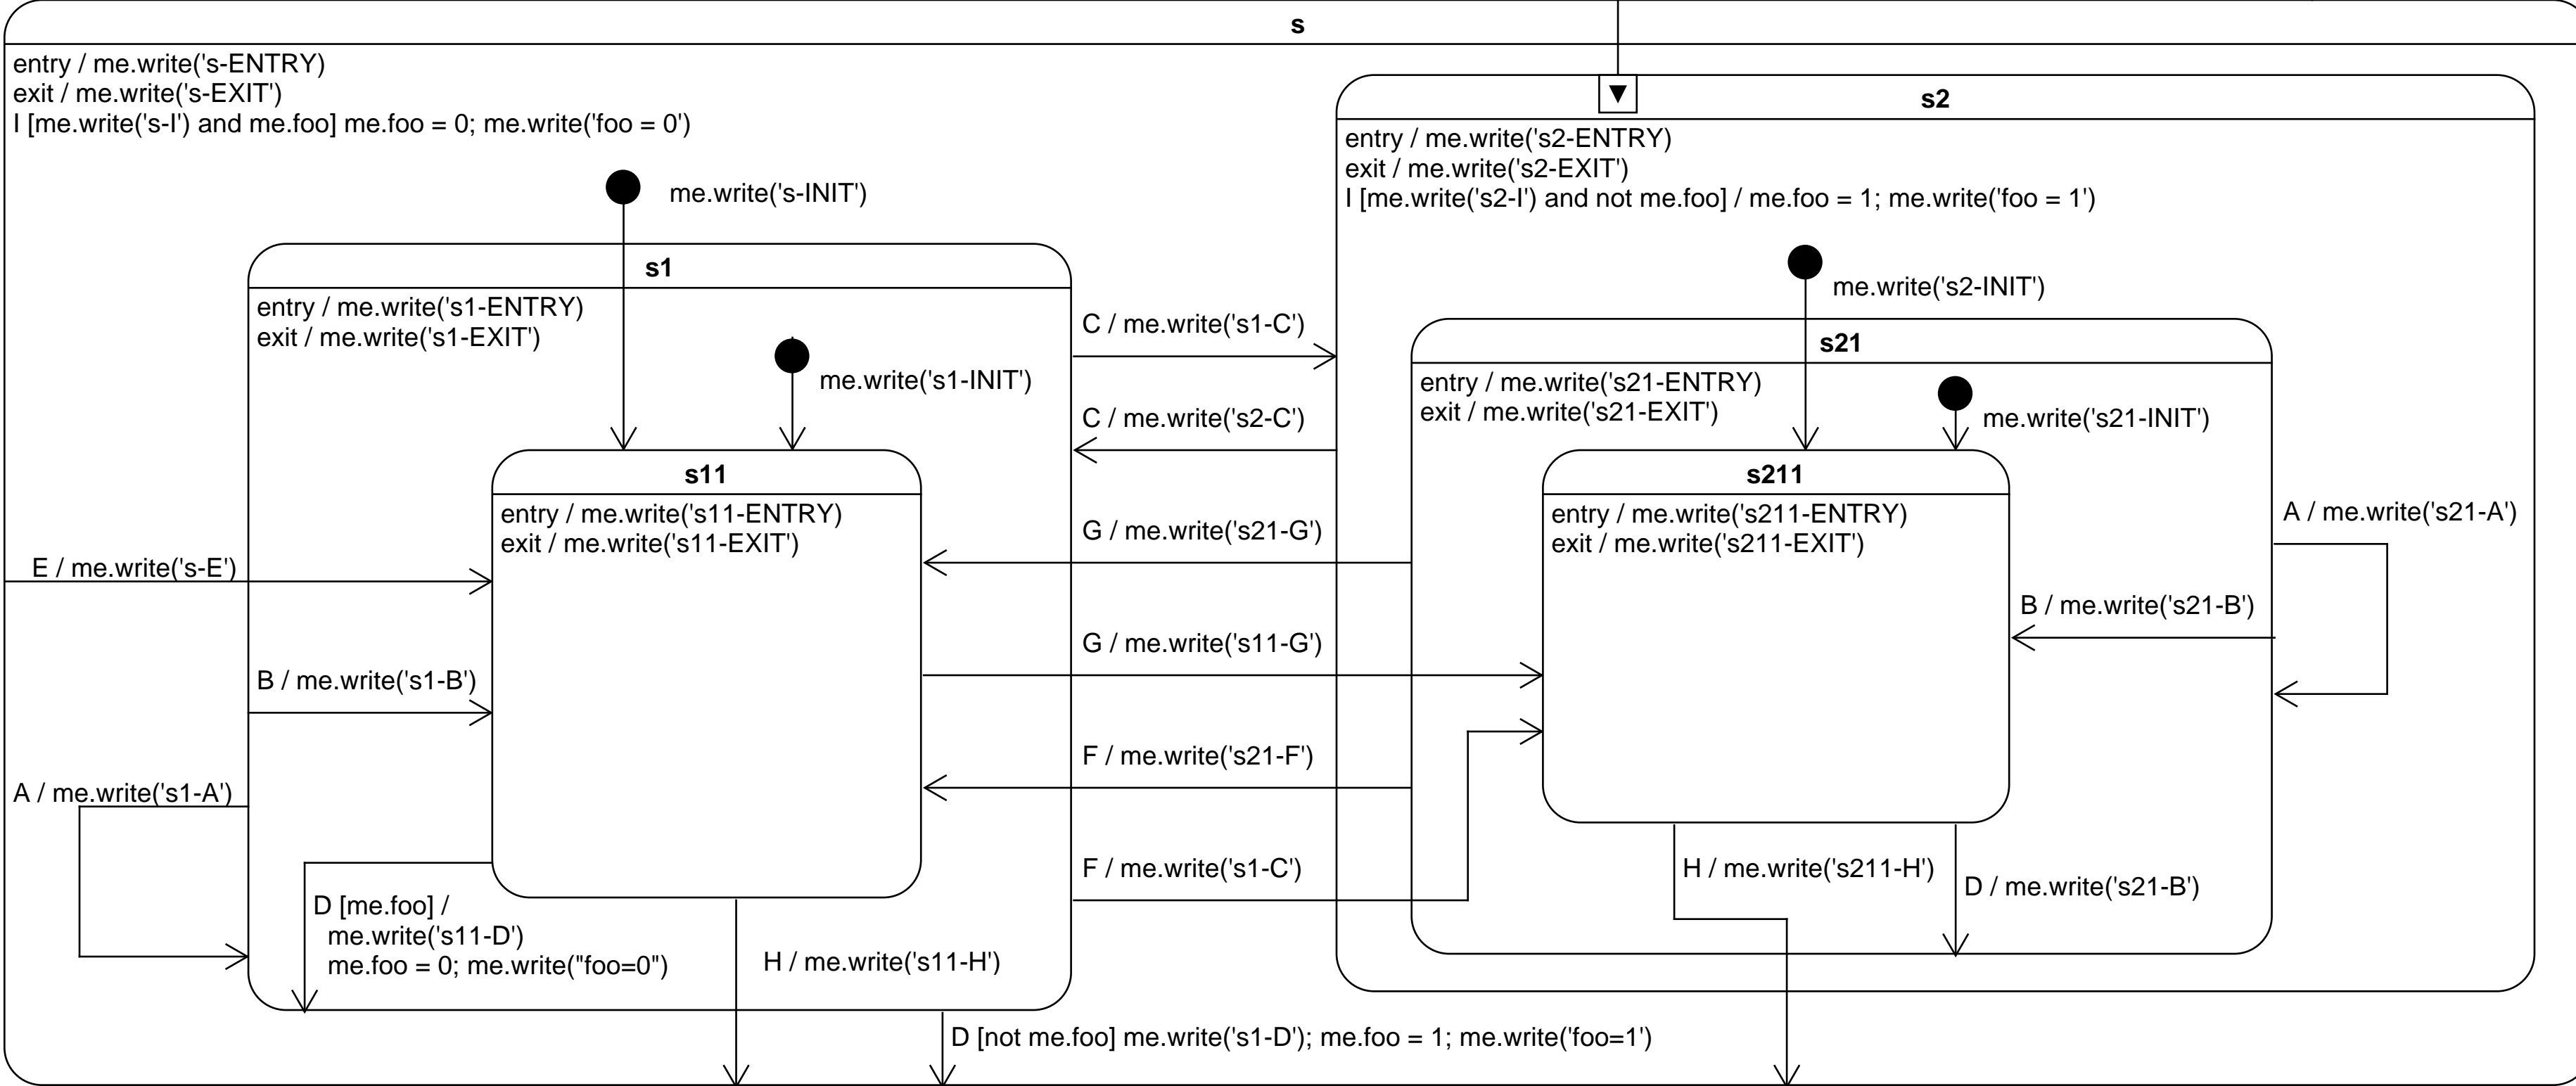 s
entry / me.write('s-ENTRY)
exit / me.write('s-EXIT')
I [me.write('s-I') and me.foo] me.foo = 0; me.write('foo = 0')
me.write('s-INIT')
s1
entry / me.write('s1-ENTRY)
exit / me.write('s1-EXIT')
me.write('s1-INIT')
s11
entry / me.write('s11-ENTRY)
exit / me.write('s11-EXIT')
E / me.write('s-E')
B / me.write('s1-B')
A / me.write('s1-A')
D [me.foo] /
me.write('s11-D')
me.foo = 0; me.write("foo=0")
H / me.write('s11-H')
D [not me.foo] me.write('s1-D'); me.foo = 1; me.write('foo=1')
C / me.write('s1-C')
C / me.write('s2-C')
G / me.write('s21-G')
G / me.write('s11-G')
F / me.write('s21-F')
F / me.write('s1-C')
▼
s2
entry / me.write('s2-ENTRY)
exit / me.write('s2-EXIT')
I [me.write('s2-I') and not me.foo] / me.foo = 1; me.write('foo = 1')
me.write('s2-INIT')
s21
entry / me.write('s21-ENTRY)
exit / me.write('s21-EXIT')
me.write('s21-INIT')
s211
entry / me.write('s211-ENTRY)
exit / me.write('s211-EXIT')
A / me.write('s21-A')
B / me.write('s21-B')
H / me.write('s211-H')
D / me.write('s21-B')